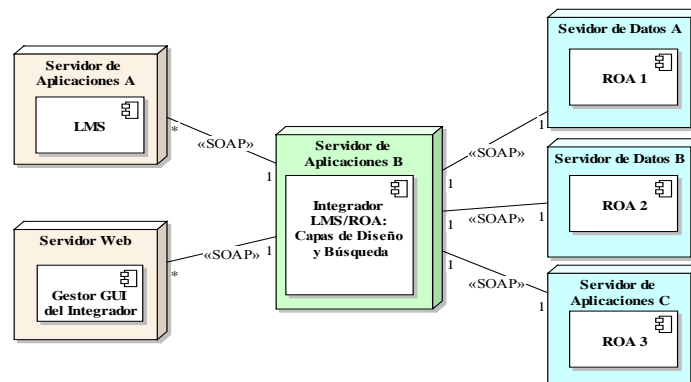 Servidor de
Aplicaciones A
LMS
*
«SOAP»
1
Servidor Web
Gestor GUI
del Integrador
*
«SOAP»
1
Servidor de
Aplicaciones B
Integrador
LMS/ROA:
Capas de Diseño
y Búsqueda
1
«SOAP»
1
1
«SOAP»
1
1
«SOAP»
1
Sevidor de Datos A
ROA 1
Servidor de Datos B
ROA 2
Servidor de
Aplicaciones C
ROA 3